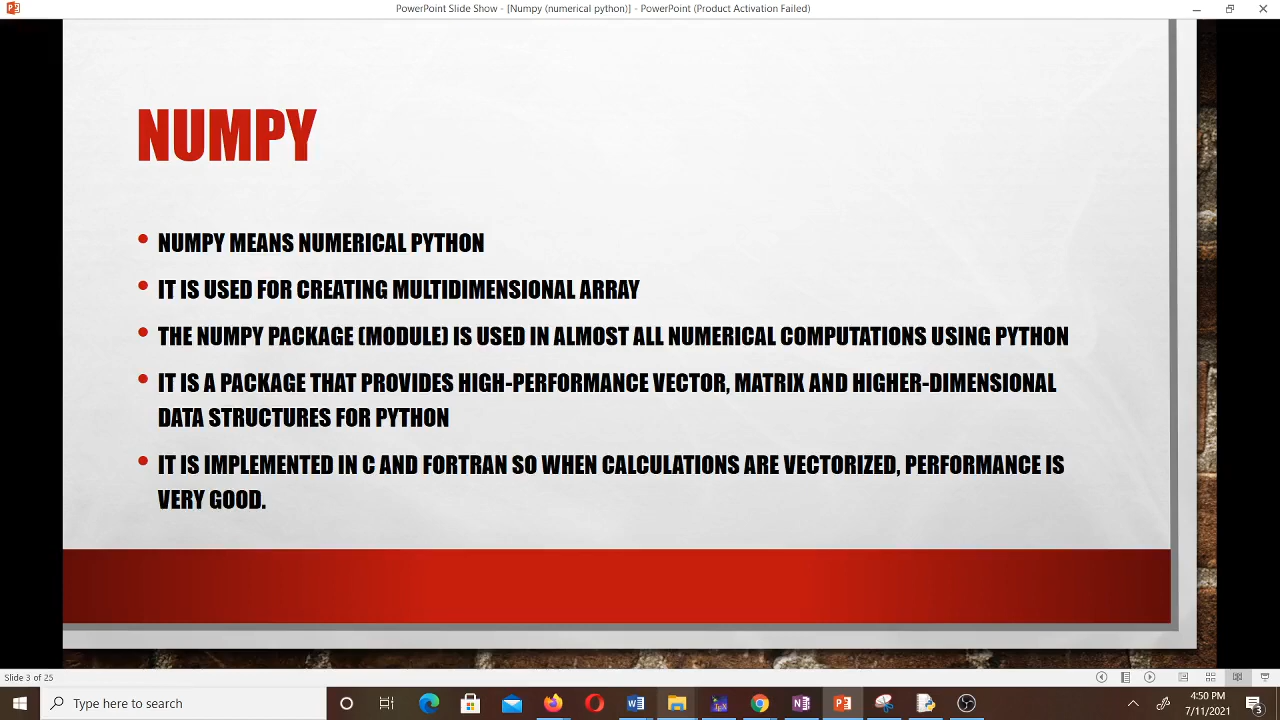 PowerPoint Slide Show - [Numpy (numerical python)] - PowerPoint (Product Activation Failed)
NUMPY
• NUMPY MEANS NUMERICAL PYTHON
• IT IS USED FOR CREATING MULTIDIMENSIONAL ARRAY
• THE NUMPY PACKAGE (MODULE) IS USED IN ALMOST ALL NUMERICAL COMPUTATIONS USING PYTHON
• IT IS A PACKAGE THAT PROVIDES HIGH-PERFORMANCE VECTOR, MATRIX AND HIGHER-DIMENSIONAL
DATA STRUCTURES FOR PYTHON
• IT IS IMPLEMENTED IN C AND FORTRAN SO WHEN CALCULATIONS ARE VECTORIZED, PERFORMANCE IS
VERY GOOD.
Slide 3 of 25
Type here to search
4:50 PM
7/11/2021
3